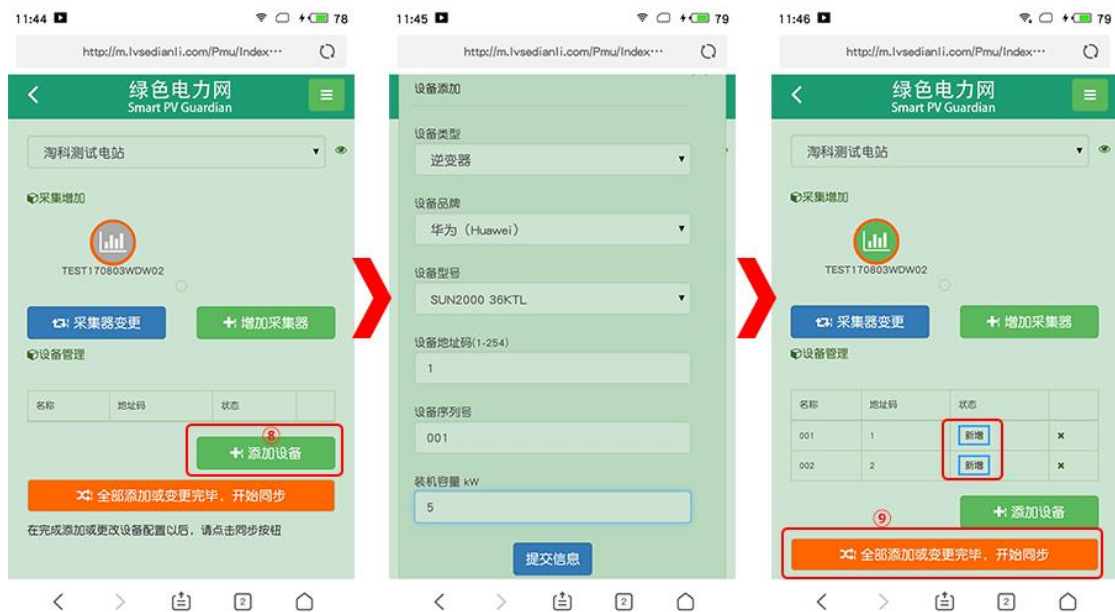 11:44
78
http://m.lvsedianli.com/Pmu/Index···
绿色电力网
Smart PV Guardian
淘科测试电站
采集增加
TEST170803WDW02
采集器变更
增加采集器
设备管理
名称 地址码 状态
⑧
添加设备
全部添加或变更完毕，开始同步
在完成添加或更改设备配置以后，请点击同步按钮
2
11:45
79
http://m.lvsedianli.com/Pmu/Index···
设备添加
设备类型
逆变器
设备品牌
华为（Huawei）
设备型号
SUN2000 36KTL
设备地址码(1-254)
1
设备序列号
001
装机容量 kW
5
提交信息
2
11:46
79
http://m.lvsedianli.com/Pmu/Index···
绿色电力网
Smart PV Guardian
淘科测试电站
采集增加
TEST170803WDW02
采集器变更
增加采集器
设备管理
名称 地址码 状态
001 1 新增
002 2 新增
添加设备
⑨
全部添加或变更完毕，开始同步
2